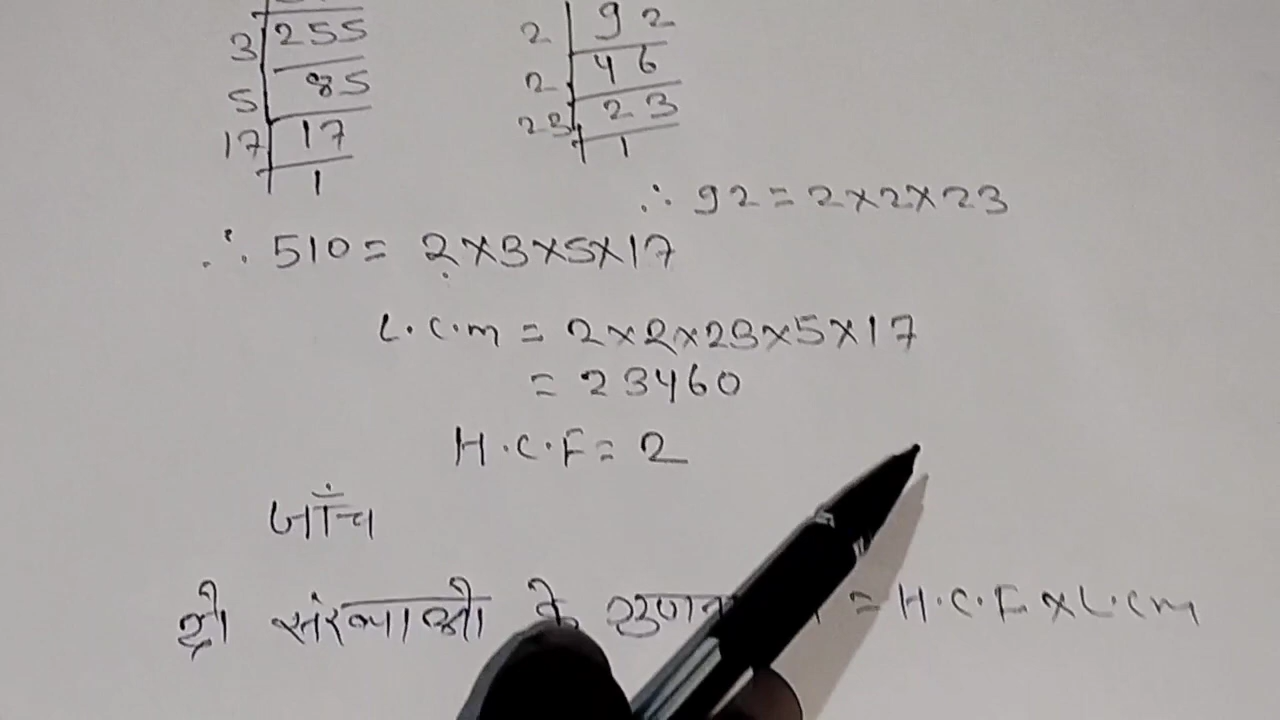 3 | 255
5 | 85
17 | 17
1
2 | 92
2 | 46
23 | 23
1
∴ 92 = 2×2×23
∴ 510 = 2×3×5×17
L.C.M = 2×2×23×5×17
= 23460
H.C.F = 2
जाँच
दो संख्याओ के = H.C.F × L.CM